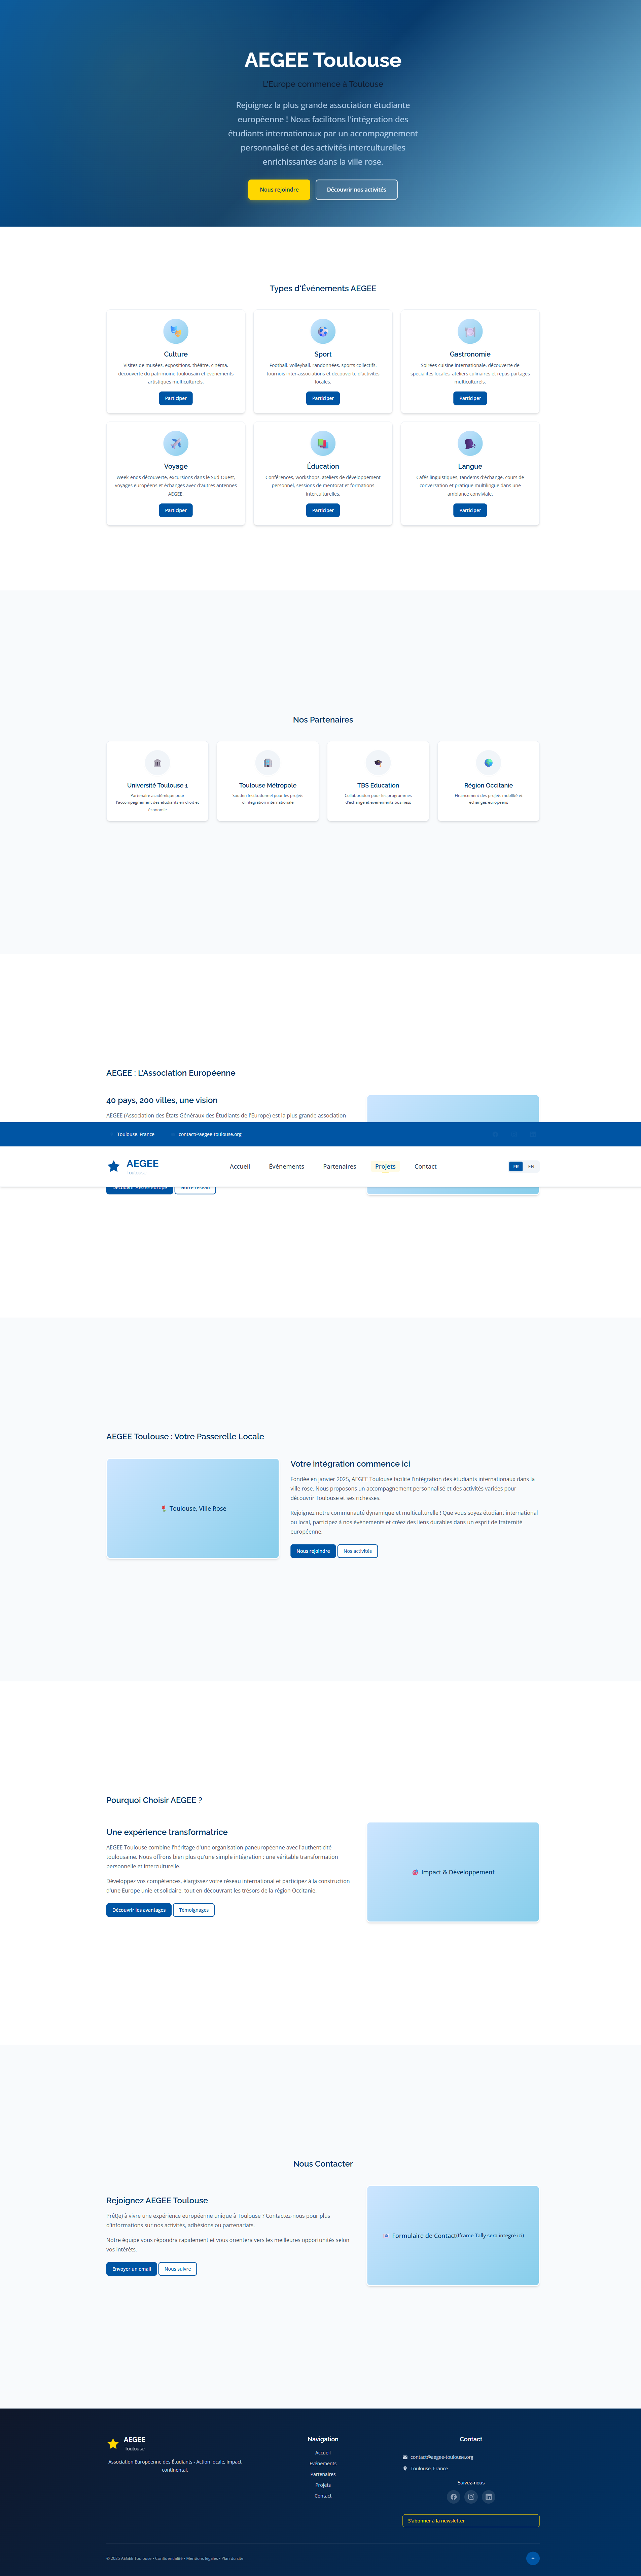 AEGEE Toulouse
L'Europe commence à Toulouse
Rejoignez la plus grande association étudiante
européenne ! Nous facilitons l'intégration des
étudiants internationaux par un accompagnement
personnalisé et des activités interculturelles
enrichissantes dans la ville rose.
Nous rejoindre
Découvrir nos activités
Types d'Événements AEGEE
Culture
Visites de musées, expositions, théâtre, cinéma,
découverte du patrimoine toulousain et événements
artistiques multiculturels.
Participer
Sport
Football, volleyball, randonnées, sports collectifs,
tournois inter-associations et découverte d'activités
locales.
Participer
Gastronomie
Soirées cuisine internationale, découverte de
spécialités locales, ateliers culinaires et repas partagés
multiculturels.
Participer
Voyage
Week-ends découverte, excursions dans le Sud-Ouest,
voyages européens et échanges avec d'autres antennes
AEGEE.
Participer
Éducation
Conférences, workshops, ateliers de développement
personnel, sessions de mentorat et formations
interculturelles.
Participer
Langue
Cafés linguistiques, tandems d'échange, cours de
conversation et pratique multilingue dans une
ambiance conviviale.
Participer
Nos Partenaires
Université Toulouse 1
Partenaire académique pour
l'accompagnement des étudiants en droit et
économie
Toulouse Métropole
Soutien institutionnel pour les projets
d'intégration internationale
TBS Education
Collaboration pour les programmes
d'échange et événements business
Région Occitanie
Financement des projets mobilité et
échanges européens
AEGEE : L'Association Européenne
40 pays, 200 villes, une vision
AEGEE (Association des États Généraux des Étudiants de l'Europe) est la plus grande association
Toulouse, France
contact@aegee-toulouse.org
AEGEE
Toulouse
Accueil
Événements
Partenaires
Projets
Contact
FR
EN
Découvrir AEGEE Europe
Notre réseau
AEGEE Toulouse : Votre Passerelle Locale
Toulouse, Ville Rose
Votre intégration commence ici
Fondée en janvier 2025, AEGEE Toulouse facilite l'intégration des étudiants internationaux dans la
ville rose. Nous proposons un accompagnement personnalisé et des activités variées pour
découvrir Toulouse et ses richesses.
Rejoignez notre communauté dynamique et multiculturelle ! Que vous soyez étudiant international
ou local, participez à nos événements et créez des liens durables dans un esprit de fraternité
européenne.
Nous rejoindre
Nos activités
Pourquoi Choisir AEGEE ?
Une expérience transformatrice
AEGEE Toulouse combine l'héritage d'une organisation paneuropéenne avec l'authenticité
toulousaine. Nous offrons bien plus qu'une simple intégration : une véritable transformation
personnelle et interculturelle.
Développez vos compétences, élargissez votre réseau international et participez à la construction
d'une Europe unie et solidaire, tout en découvrant les trésors de la région Occitanie.
Découvrir les avantages
Témoignages
Impact & Développement
Nous Contacter
Rejoignez AEGEE Toulouse
Prêt(e) à vivre une expérience européenne unique à Toulouse ? Contactez-nous pour plus
d'informations sur nos activités, adhésions ou partenariats.
Notre équipe vous répondra rapidement et vous orientera vers les meilleures opportunités selon
vos intérêts.
Envoyer un email
Nous suivre
Formulaire de Contact(Iframe Tally sera intégré ici)
AEGEE
Toulouse
Association Européenne des Étudiants - Action locale, impact
continental.
Navigation
Accueil
Événements
Partenaires
Projets
Contact
Contact
contact@aegee-toulouse.org
Toulouse, France
Suivez-nous
S'abonner à la newsletter
© 2025 AEGEE Toulouse • Confidentialité • Mentions légales • Plan du site